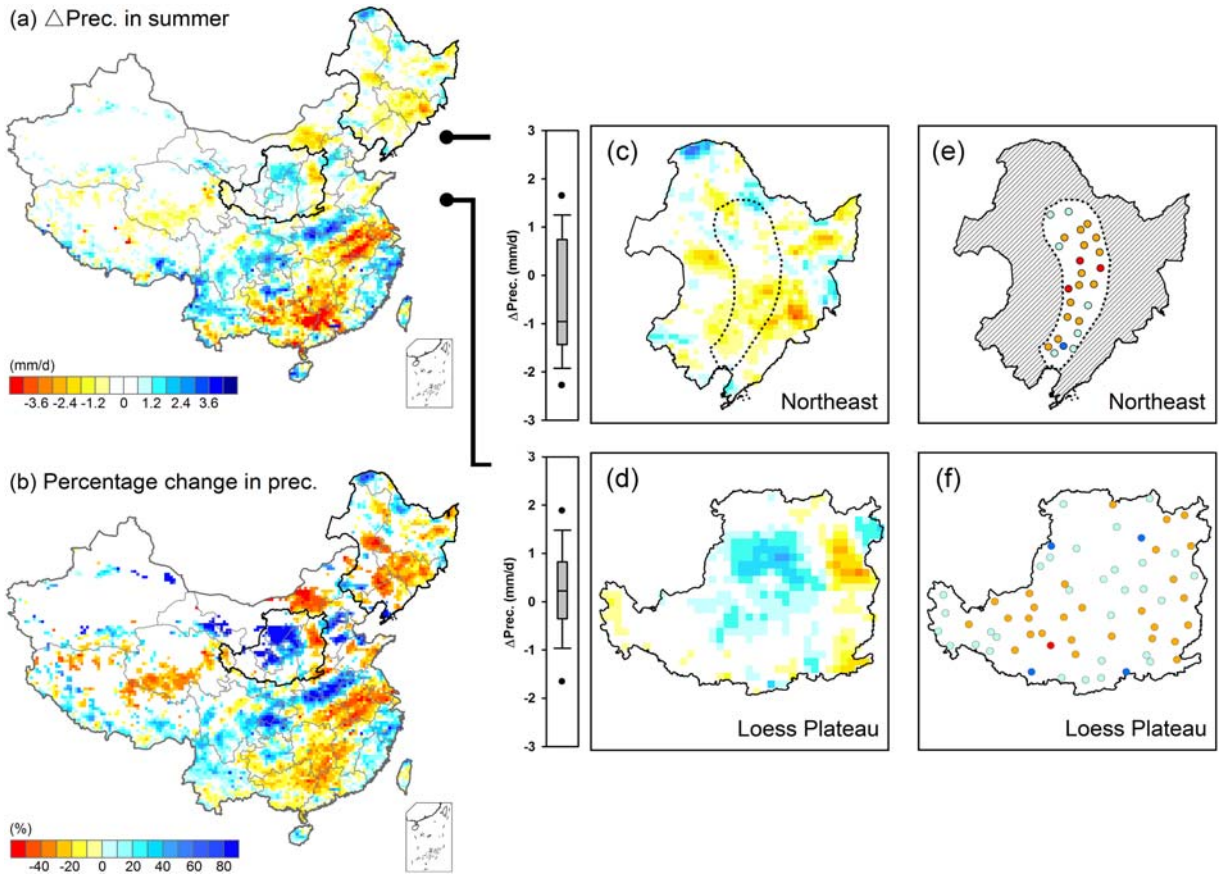 (a) △Prec. in summer
(mm/d)
-3.6 -2.4 -1.2 0 1.2 2.4 3.6
(b) Percentage change in prec.
(%)
-40 -20 0 20 40 60 80
ΔPrec. (mm/d)
3
2
1
0
-1
-2
-3
(c)
Northeast
(e)
Northeast
ΔPrec. (mm/d)
3
2
1
0
-1
-2
-3
(d)
Loess Plateau
(f)
Loess Plateau